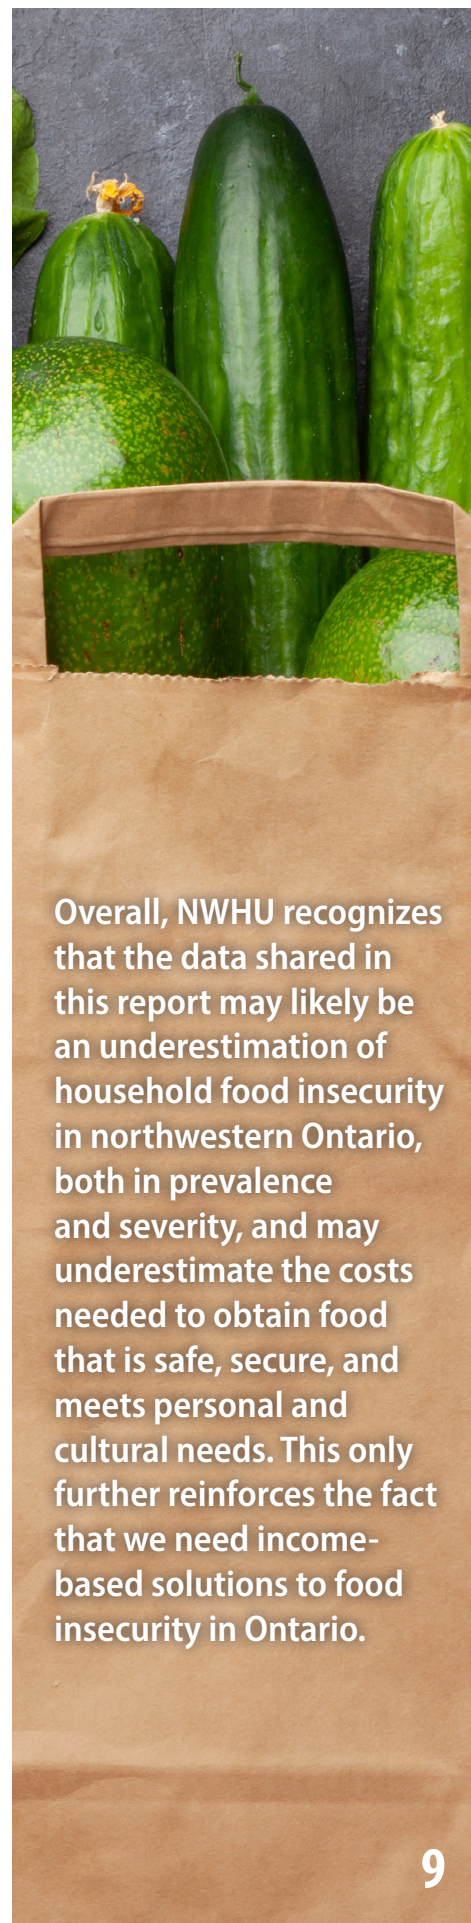 Overall, NWHU recognizes
that the data shared in
this report may likely be
an underestimation of
household food insecurity
in northwestern Ontario,
both in prevalence
and severity, and may
underestimate the costs
needed to obtain food
that is safe, secure, and
meets personal and
cultural needs. This only
further reinforces the fact
that we need income-
based solutions to food
insecurity in Ontario.
9